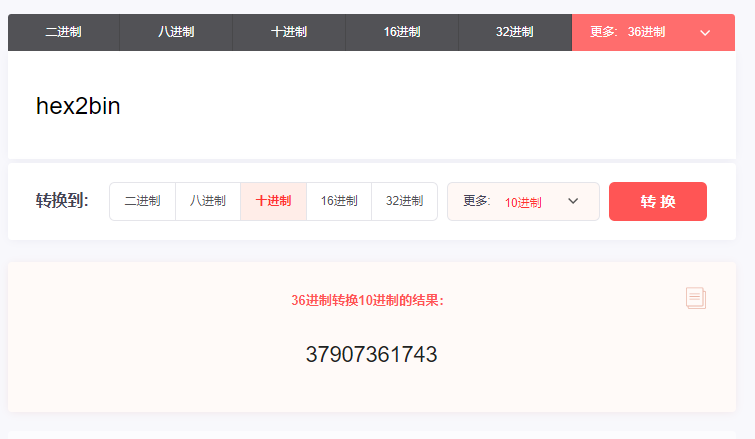 二进制 八进制 十进制 16进制 32进制 更多: 36进制
hex2bin
转换到: 二进制 八进制 十进制 16进制 32进制 更多: 10进制 转 换
36进制转换10进制的结果:
37907361743